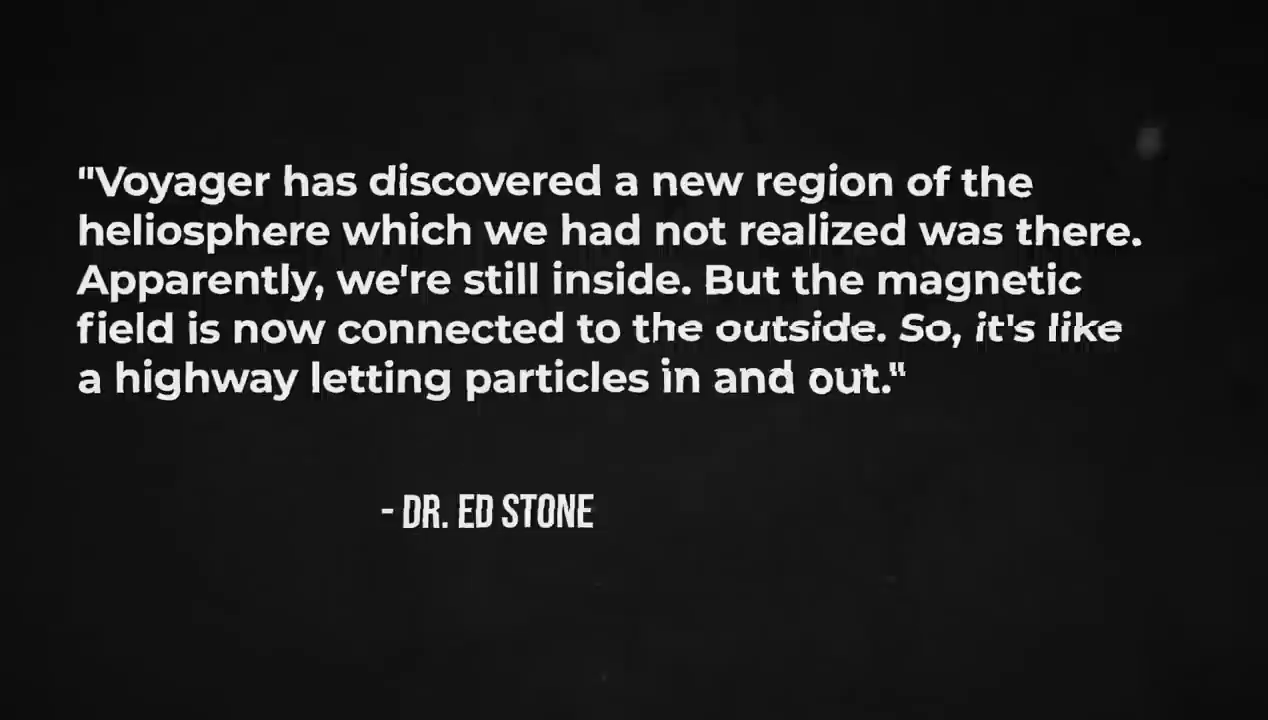 "Voyager has discovered a new region of the
heliosphere which we had not realized was there.
Apparently, we're still inside. But the magnetic
field is now connected to the outside. So, it's like
a highway letting particles in and out."
- DR. ED STONE